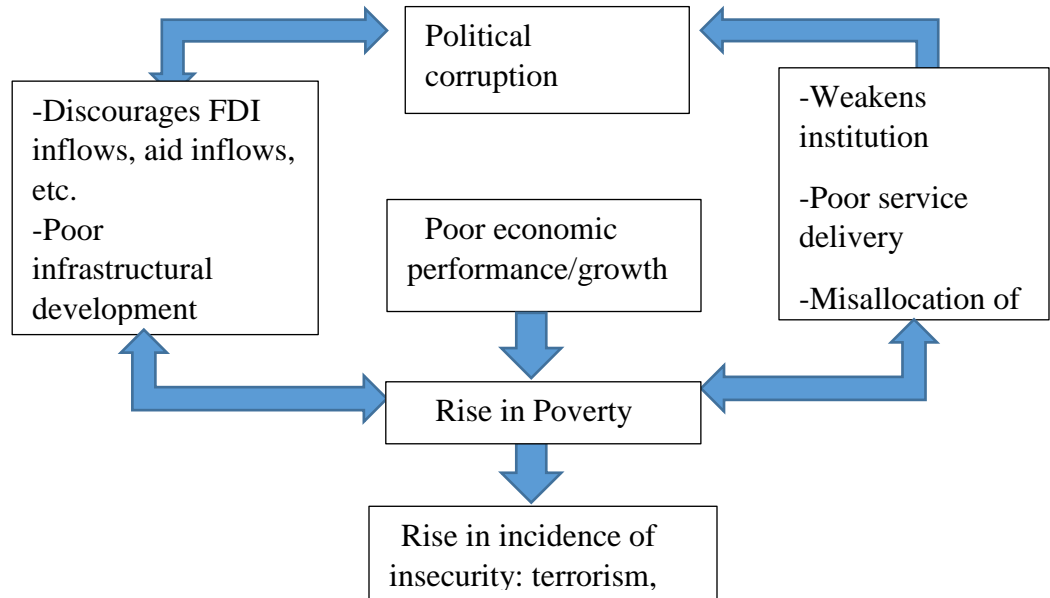 Political
corruption
-Discourages FDI
inflows, aid inflows,
etc.
-Poor
infrastructural
development
-Weakens
institution
-Poor service
delivery
-Misallocation of
Poor economic
performance/growth
Rise in Poverty
Rise in incidence of
insecurity: terrorism,